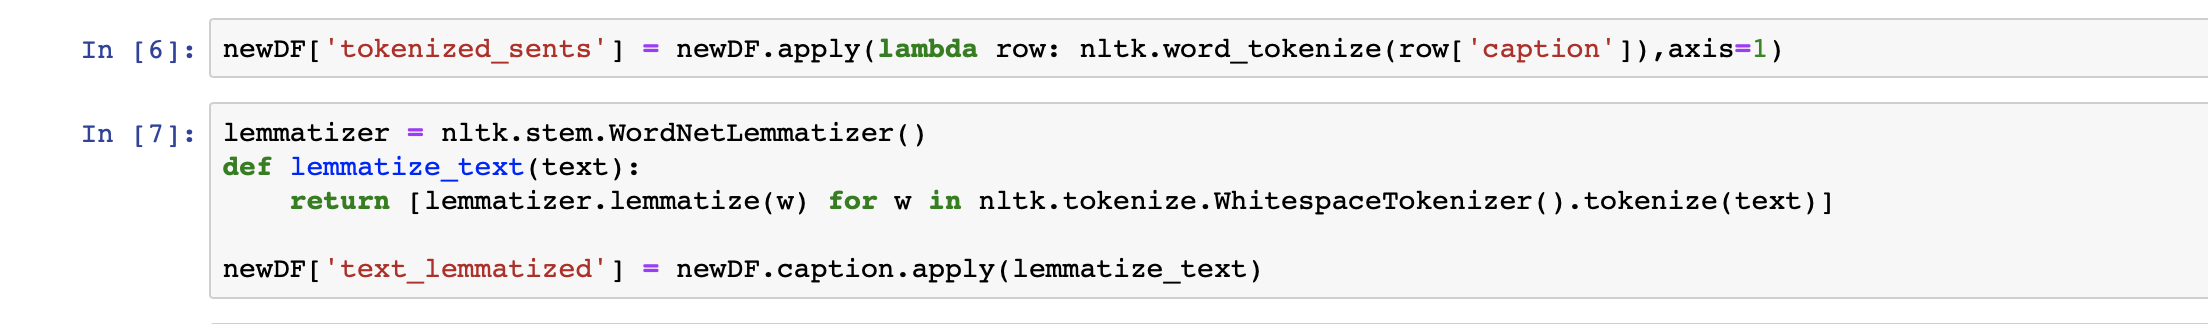 In [6]: newDF['tokenized_sents'] = newDF.apply(lambda row: nltk.word_tokenize(row['caption']),axis=1)
In [7]: lemmatizer = nltk.stem.WordNetLemmatizer()
def lemmatize_text(text):
    return [lemmatizer.lemmatize(w) for w in nltk.tokenize.WhitespaceTokenizer().tokenize(text)]
newDF['text_lemmatized'] = newDF.caption.apply(lemmatize_text)